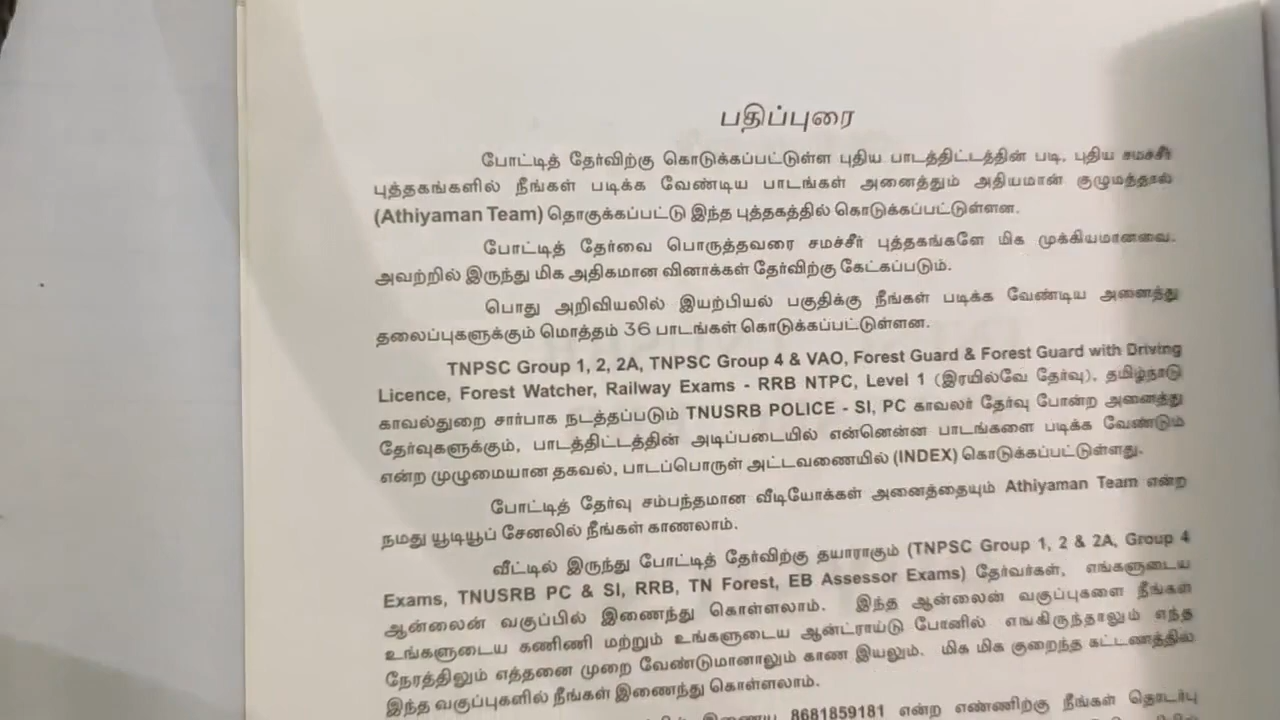 பதிப்புரை
போட்டித் தேர்விற்கு கொடுக்கப்பட்டுள்ள புதிய பாடத்திட்டத்தின் படி, புதிய சமச்சீர்
புத்தகங்களில் நீங்கள் படிக்க வேண்டிய பாடங்கள் அனைத்தும் அதியமான் குழுமத்தால்
(Athiyaman Team) தொகுக்கப்பட்டு இந்த புத்தகத்தில் கொடுக்கப்பட்டுள்ளன.
போட்டித் தேர்வை பொருத்தவரை சமச்சீர் புத்தகங்களே மிக முக்கியமானவை.
அவற்றில் இருந்து மிக அதிகமான வினாக்கள் தேர்விற்கு கேட்கப்படும்.
பொது அறிவியலில் இயற்பியல் பகுதிக்கு நீங்கள் படிக்க வேண்டிய அனைத்து
தலைப்புகளுக்கும் மொத்தம் 36 பாடங்கள் கொடுக்கப்பட்டுள்ளன.
TNPSC Group 1, 2, 2A, TNPSC Group 4 & VAO, Forest Guard & Forest Guard with Driving
Licence, Forest Watcher, Railway Exams - RRB NTPC, Level 1 (இரயில்வே தேர்வு), தமிழ்நாடு
காவல்துறை சார்பாக நடத்தப்படும் TNUSRB POLICE - SI, PC காவலர் தேர்வு போன்ற அனைத்து
தேர்வுகளுக்கும், பாடத்திட்டத்தின் அடிப்படையில் என்னென்ன பாடங்களை படிக்க வேண்டும்
என்ற முழுமையான தகவல், பாடப்பொருள் அட்டவணையில் (INDEX) கொடுக்கப்பட்டுள்ளது.
போட்டித் தேர்வு சம்பந்தமான வீடியோக்கள் அனைத்தையும் Athiyaman Team என்ற
நமது யூடியூப் சேனலில் நீங்கள் காணலாம்.
வீட்டில் இருந்து போட்டித் தேர்விற்கு தயாராகும் (TNPSC Group 1, 2 & 2A, Group 4
Exams, TNUSRB PC & SI, RRB, TN Forest, EB Assessor Exams) தேர்வர்கள், எங்களுடைய
ஆன்லைன் வகுப்பில் இணைந்து கொள்ளலாம். இந்த ஆன்லைன் வகுப்புகளை நீங்கள்
உங்களுடைய கணிணி மற்றும் உங்களுடைய ஆன்ட்ராய்டு போனில் எங்கிருந்தாலும் எந்த
நேரத்திலும் எத்தனை முறை வேண்டுமானாலும் காண இயலும். மிக மிக குறைந்த கட்டணத்தில்
இந்த வகுப்புகளில் நீங்கள் இணைந்து கொள்ளலாம்.
இணைய 8681859181 என்ற எண்ணிற்கு நீங்கள் தொடர்பு